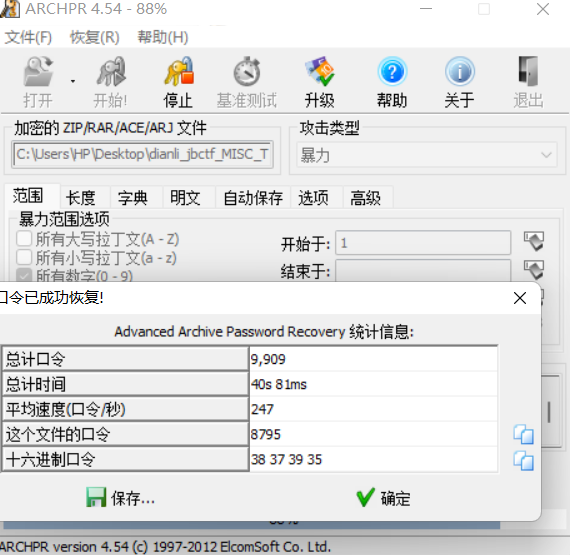 ARCHPR 4.54 - 88%
文件(F) 恢复(R) 帮助(H)
打开 开始! 停止 基准测试 升级 帮助 关于 退出
加密的 ZIP/RAR/ACE/ARJ 文件 攻击类型
C:\Users\HP\Desktop\dianli_jbctf_MISC_T 暴力
范围 长度 字典 明文 自动保存 选项 高级
暴力范围选项
所有大写拉丁文(A - Z) 开始于: 1
所有小写拉丁文(a - z)
结束于:
所有数字(0 - 9)
口令已成功恢复!
Advanced Archive Password Recovery 统计信息:
总计口令 9,909
总计时间 40s 81ms
平均速度(口令/秒) 247
这个文件的口令 8795
十六进制口令 38 37 39 35
保存... 确定
ARCHPR version 4.54 (c) 1997-2012 ElcomSoft Co. Ltd.